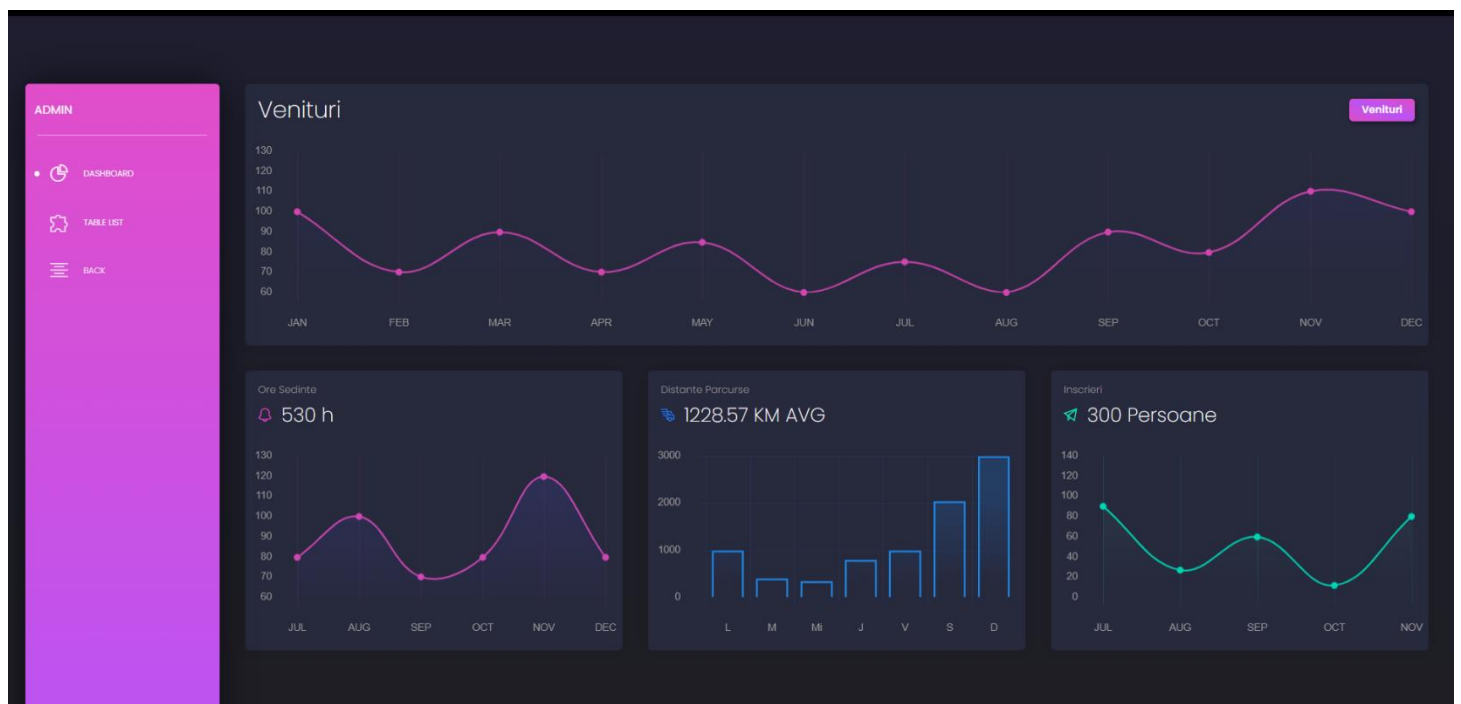 ADMIN
DASHBOARD
TABLE LIST
BACK
Venituri
Venituri
130
120
110
100
90
80
70
60
JAN FEB MAR APR MAY JUN JUL AUG SEP OCT NOV DEC
Ore Sedinte
530 h
130
120
110
100
90
80
70
60
JUL AUG SEP OCT NOV DEC
Distante Parcurse
1228.57 KM AVG
3000
2000
1000
0
L M Mi J V S D
Inscrieri
300 Persoane
140
120
100
80
60
40
20
0
JUL AUG SEP OCT NOV